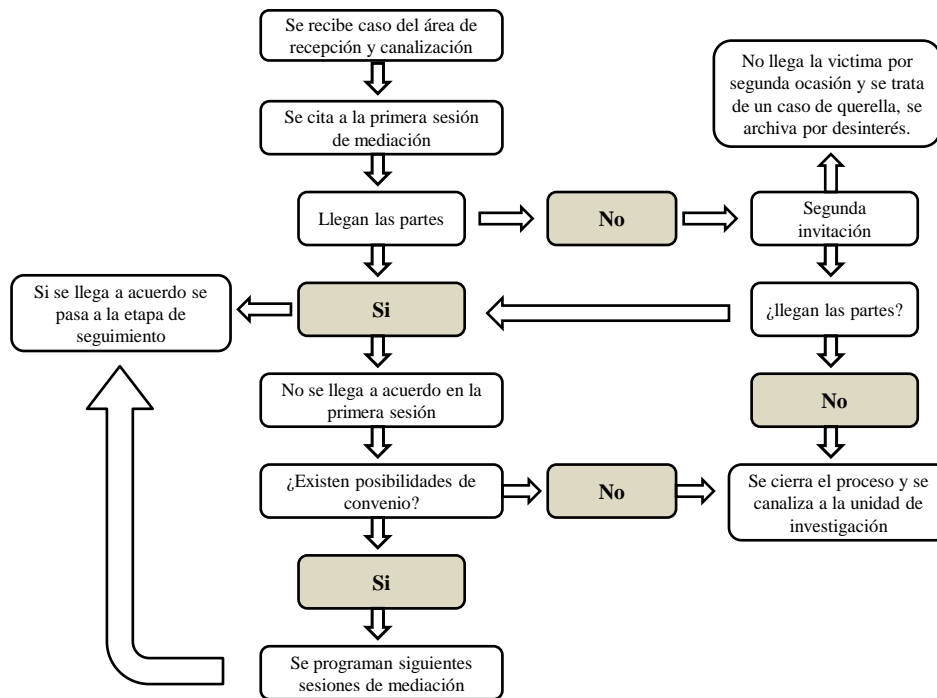 Se recibe caso del área de
recepción y canalización
No llega la victima por
segunda ocasión y se trata
de un caso de querella, se
archiva por desinterés.
Se cita a la primera sesión
de mediación
Llegan las partes
No
Segunda
invitación
Si se llega a acuerdo se
pasa a la etapa de
seguimiento
Si
¿llegan las partes?
No se llega a acuerdo en la
primera sesión
No
¿Existen posibilidades de
convenio?
No
Se cierra el proceso y se
canaliza a la unidad de
investigación
Si
Se programan siguientes
sesiones de mediación